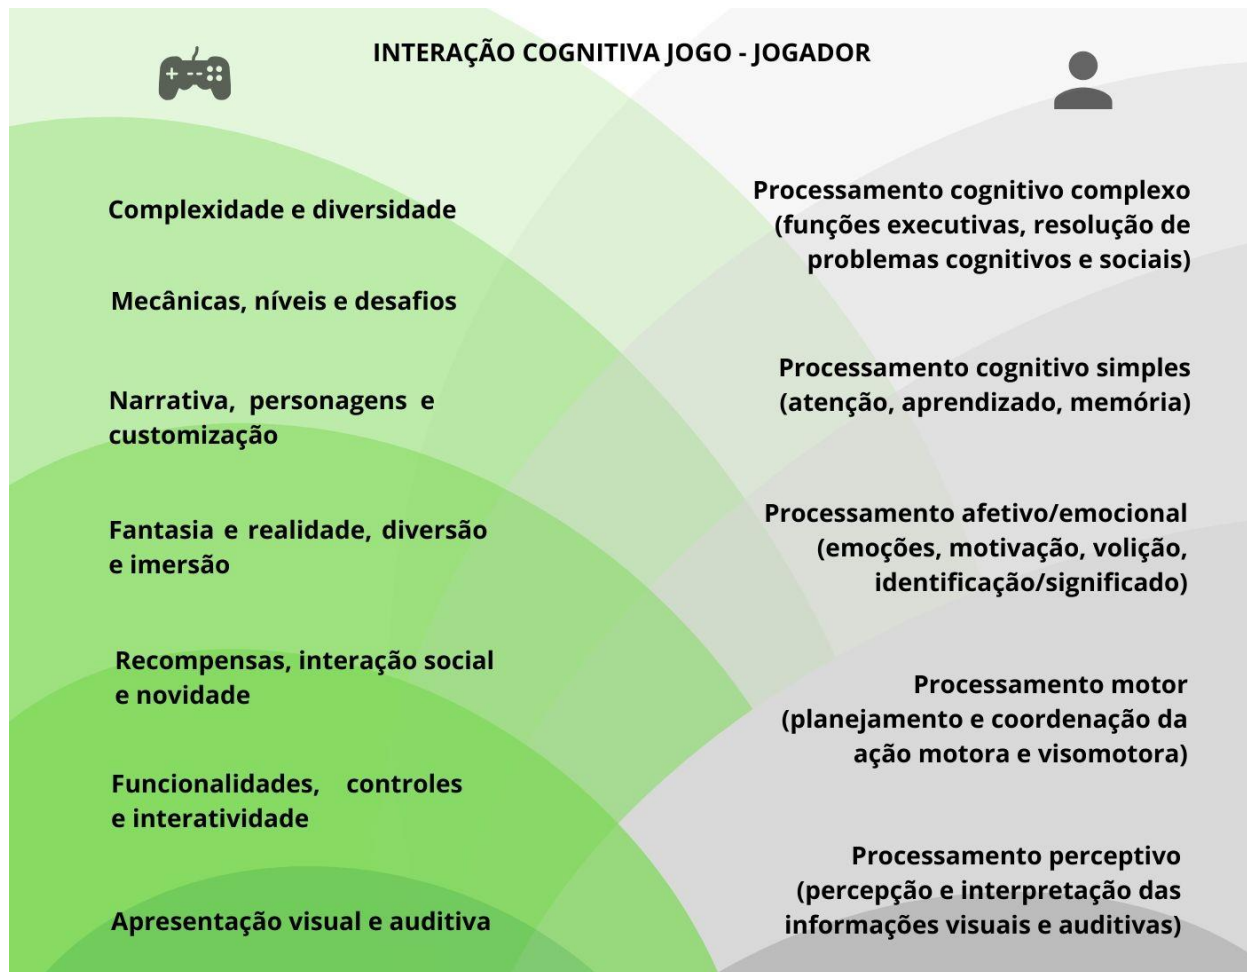 INTERAÇÃO COGNITIVA JOGO - JOGADOR
Complexidade e diversidade
Mecânicas, níveis e desafios
Narrativa, personagens e
customização
Fantasia e realidade, diversão
e imersão
Recompensas, interação social
e novidade
Funcionalidades, controles
e interatividade
Apresentação visual e auditiva
Processamento cognitivo complexo
(funções executivas, resolução de
problemas cognitivos e sociais)
Processamento cognitivo simples
(atenção, aprendizado, memória)
Processamento afetivo/emocional
(emoções, motivação, volição,
identificação/significado)
Processamento motor
(planejamento e coordenação da
ação motora e visomotora)
Processamento perceptivo
(percepção e interpretação das
informações visuais e auditivas)